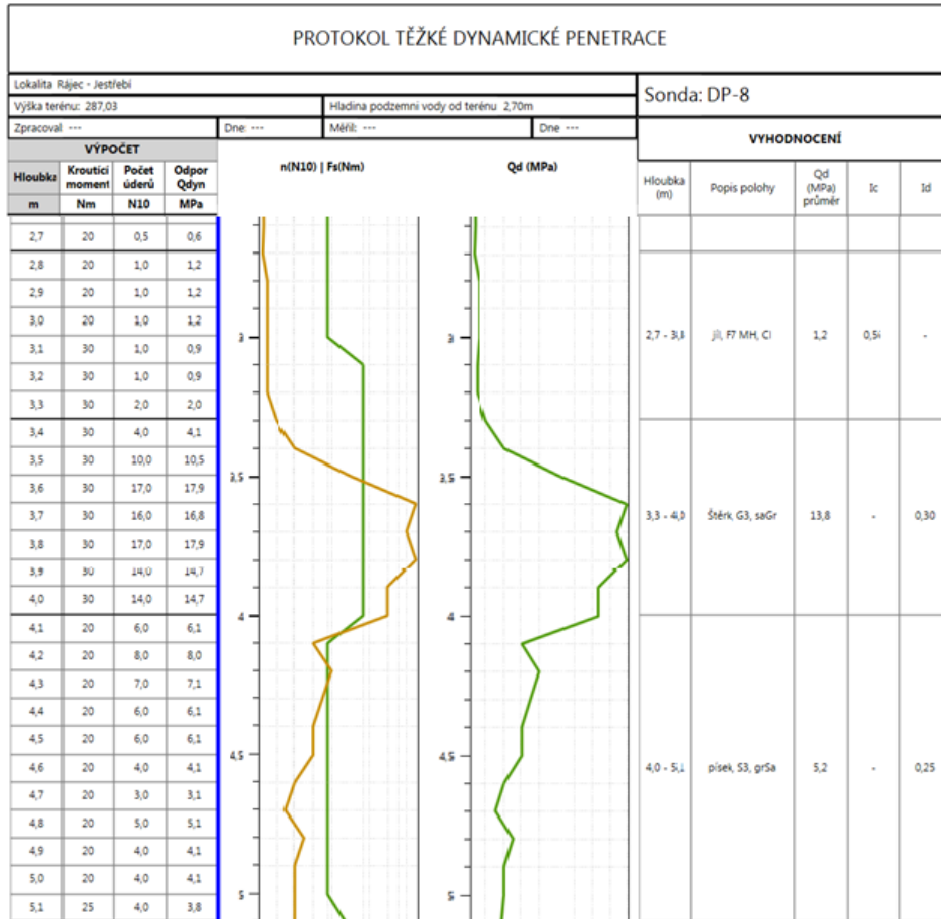 PROTOKOL TĚŽKÉ DYNAMICKÉ PENETRACE
Lokalita Rájec - Jestřebí
Sonda: DP-8
Výška terénu: 287,03 Hladina podzemni vody od terénu 2,70m
Zpracoval --- Dne: --- Měřil: --- Dne ---
VYHODNOCENÍ
VÝPOČET
n(N10) | Fs(Nm) Qd (MPa)
Hloubka Kroutící moment Počet úderů Odpor Qdyn
m Nm N10 MPa
Hloubka (m) Popis polohy Qd (MPa) průměr Ic Id
2,7 20 0,5 0,6
2,8 20 1,0 1,2
2,9 20 1,0 1,2
3,0 20 1,0 1,2
3,1 30 1,0 0,9
3,2 30 1,0 0,9
3,3 30 2,0 2,0
3,4 30 4,0 4,1
3,5 30 10,0 10,5
3,6 30 17,0 17,9
3,7 30 16,0 16,8
3,8 30 17,0 17,9
3,9 30 14,0 14,7
4,0 30 14,0 14,7
4,1 20 6,0 6,1
4,2 20 8,0 8,0
4,3 20 7,0 7,1
4,4 20 6,0 6,1
4,5 20 6,0 6,1
4,6 20 4,0 4,1
4,7 20 3,0 3,1
4,8 20 5,0 5,1
4,9 20 4,0 4,1
5,0 20 4,0 4,1
5,1 25 4,0 3,8
3
3,5
4
4,5
5
3
3,5
4
4,5
5
2,7 - jíl, F7 MH, CI 1,2 -
3,3 - 4,0 Štěrk, G3, saGr 13,8 - 0,30
4,0 - 5,1 písek, S3, grSa 5,2 - 0,25